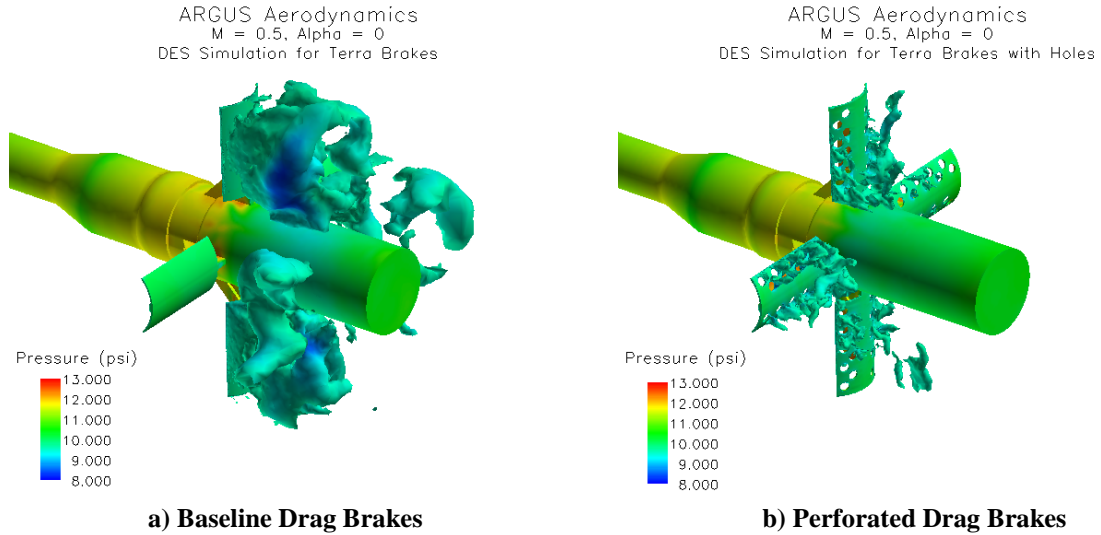 ARGUS Aerodynamics
M = 0.5, Alpha = 0
DES Simulation for Terra Brakes
Pressure (psi)
13.000
12.000
11.000
10.000
9.000
8.000
a) Baseline Drag Brakes
ARGUS Aerodynamics
M = 0.5, Alpha = 0
DES Simulation for Terra Brakes with Holes
Pressure (psi)
13.000
12.000
11.000
10.000
9.000
8.000
b) Perforated Drag Brakes